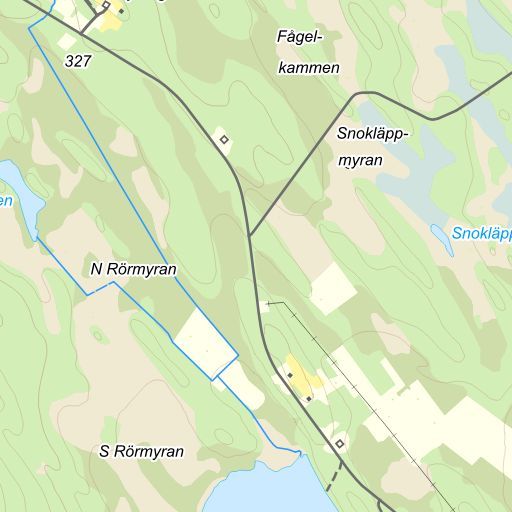 Fågel-
kammen
327
Snokläpp-
myran
Snokläpp
N Rörmyran
S Rörmyran